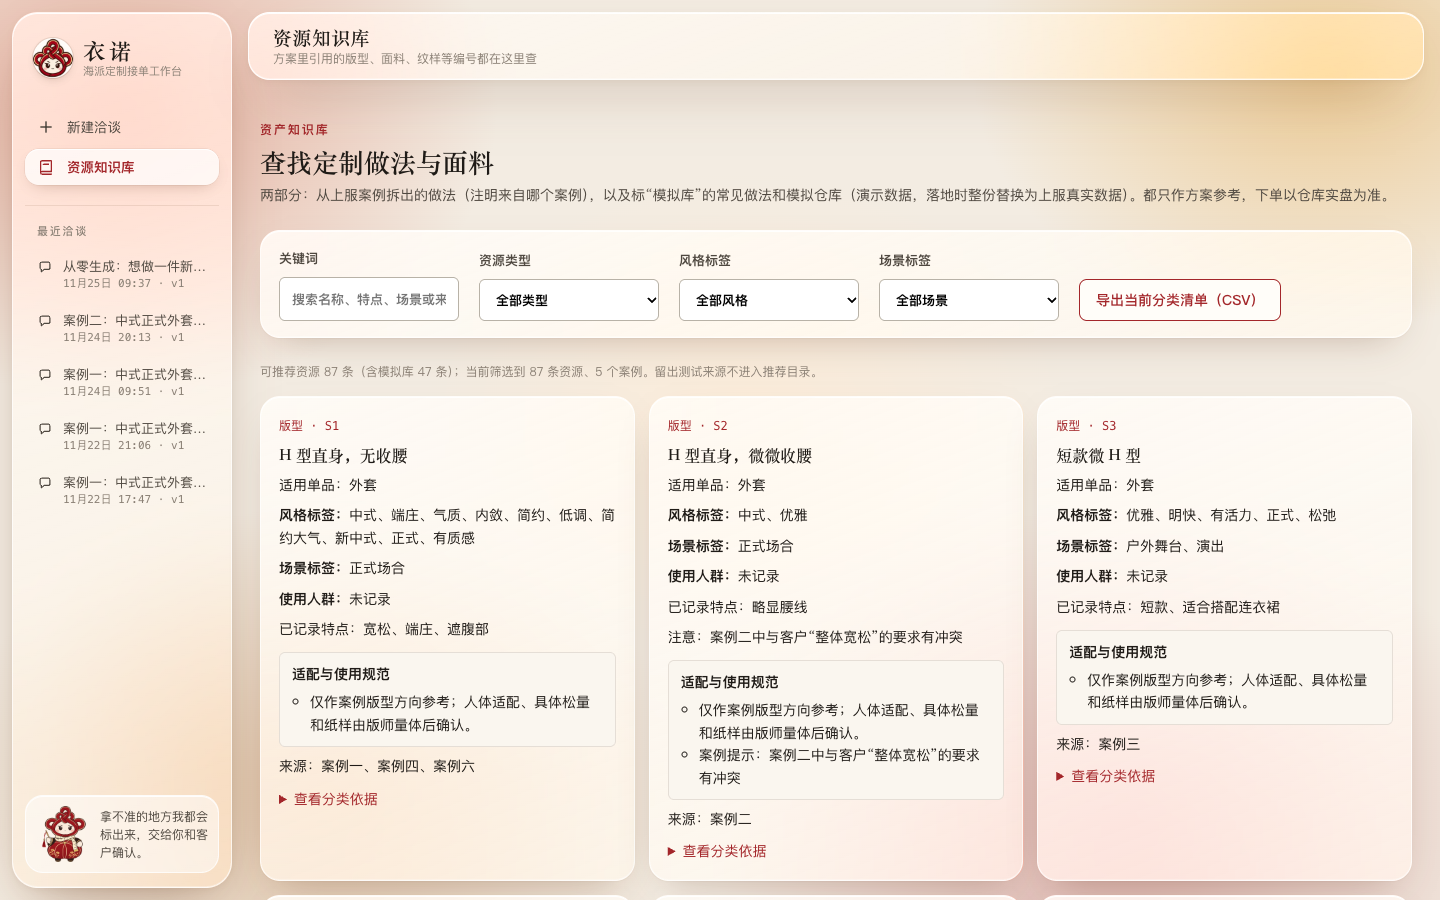 衣诺
海派定制接单工作台
新建洽谈
资源知识库
最近洽谈
从零生成：想做一件新...
11月25日 09:37 · v1
案例二：中式正式外套...
11月24日 20:13 · v1
案例一：中式正式外套...
11月24日 09:51 · v1
案例一：中式正式外套...
11月22日 21:06 · v1
案例一：中式正式外套...
11月22日 17:47 · v1
拿不准的地方我都会
标出来，交给你和客
户确认。
资源知识库
方案里引用的版型、面料、纹样等编号都在这里查
资产知识库
查找定制做法与面料
两部分：从上服案例拆出的做法（注明来自哪个案例），以及标“模拟库”的常见做法和模拟仓库（演示数据，落地时整份替换为上服真实数据）。都只作方案参考，下单以仓库实盘为准。
关键词
搜索名称、特点、场景或来
资源类型
全部类型
风格标签
全部风格
场景标签
全部场景
导出当前分类清单（CSV）
可推荐资源 87 条（含模拟库 47 条）；当前筛选到 87 条资源、5 个案例。留出测试来源不进入推荐目录。
版型 · S1
H 型直身，无收腰
适用单品：外套
风格标签：中式、端庄、气质、内敛、简约、低调、简
约大气、新中式、正式、有质感
场景标签：正式场合
使用人群：未记录
已记录特点：宽松、端庄、遮腹部
适配与使用规范
仅作案例版型方向参考；人体适配、具体松量
和纸样由版师量体后确认。
来源：案例一、案例四、案例六
查看分类依据
版型 · S2
H 型直身，微微收腰
适用单品：外套
风格标签：中式、优雅
场景标签：正式场合
使用人群：未记录
已记录特点：略显腰线
注意：案例二中与客户“整体宽松”的要求有冲突
适配与使用规范
仅作案例版型方向参考；人体适配、具体松量
和纸样由版师量体后确认。
案例提示：案例二中与客户“整体宽松”的要求
有冲突
来源：案例二
查看分类依据
版型 · S3
短款微 H 型
适用单品：外套
风格标签：优雅、明快、有活力、正式、松弛
场景标签：户外舞台、演出
使用人群：未记录
已记录特点：短款、适合搭配连衣裙
适配与使用规范
仅作案例版型方向参考；人体适配、具体松量
和纸样由版师量体后确认。
来源：案例三
查看分类依据